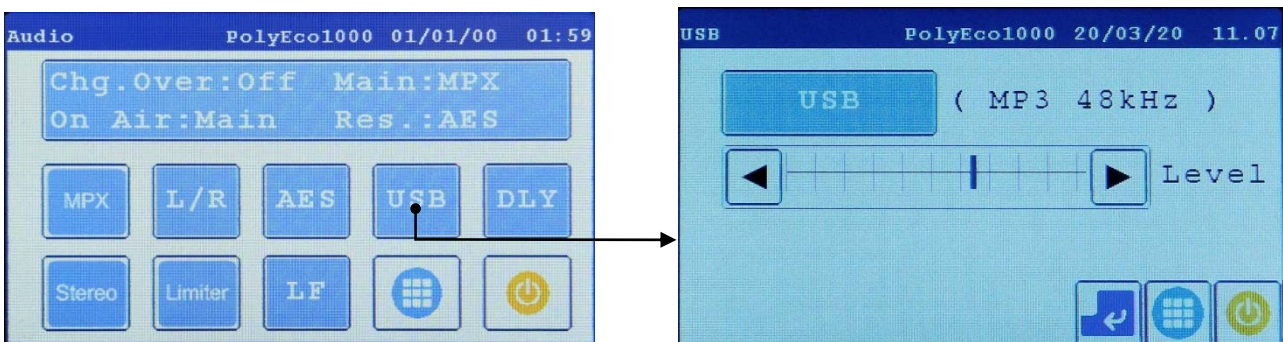 Audio PolyEco1000 01/01/00 01:59
Chg.Over:Off Main:MPX
On Air:Main Res.:AES
MPX L/R AES USB DLY
Stereo Limiter LF
USB PolyEco1000 20/03/20 11.07
USB ( MP3 48kHz )
Level